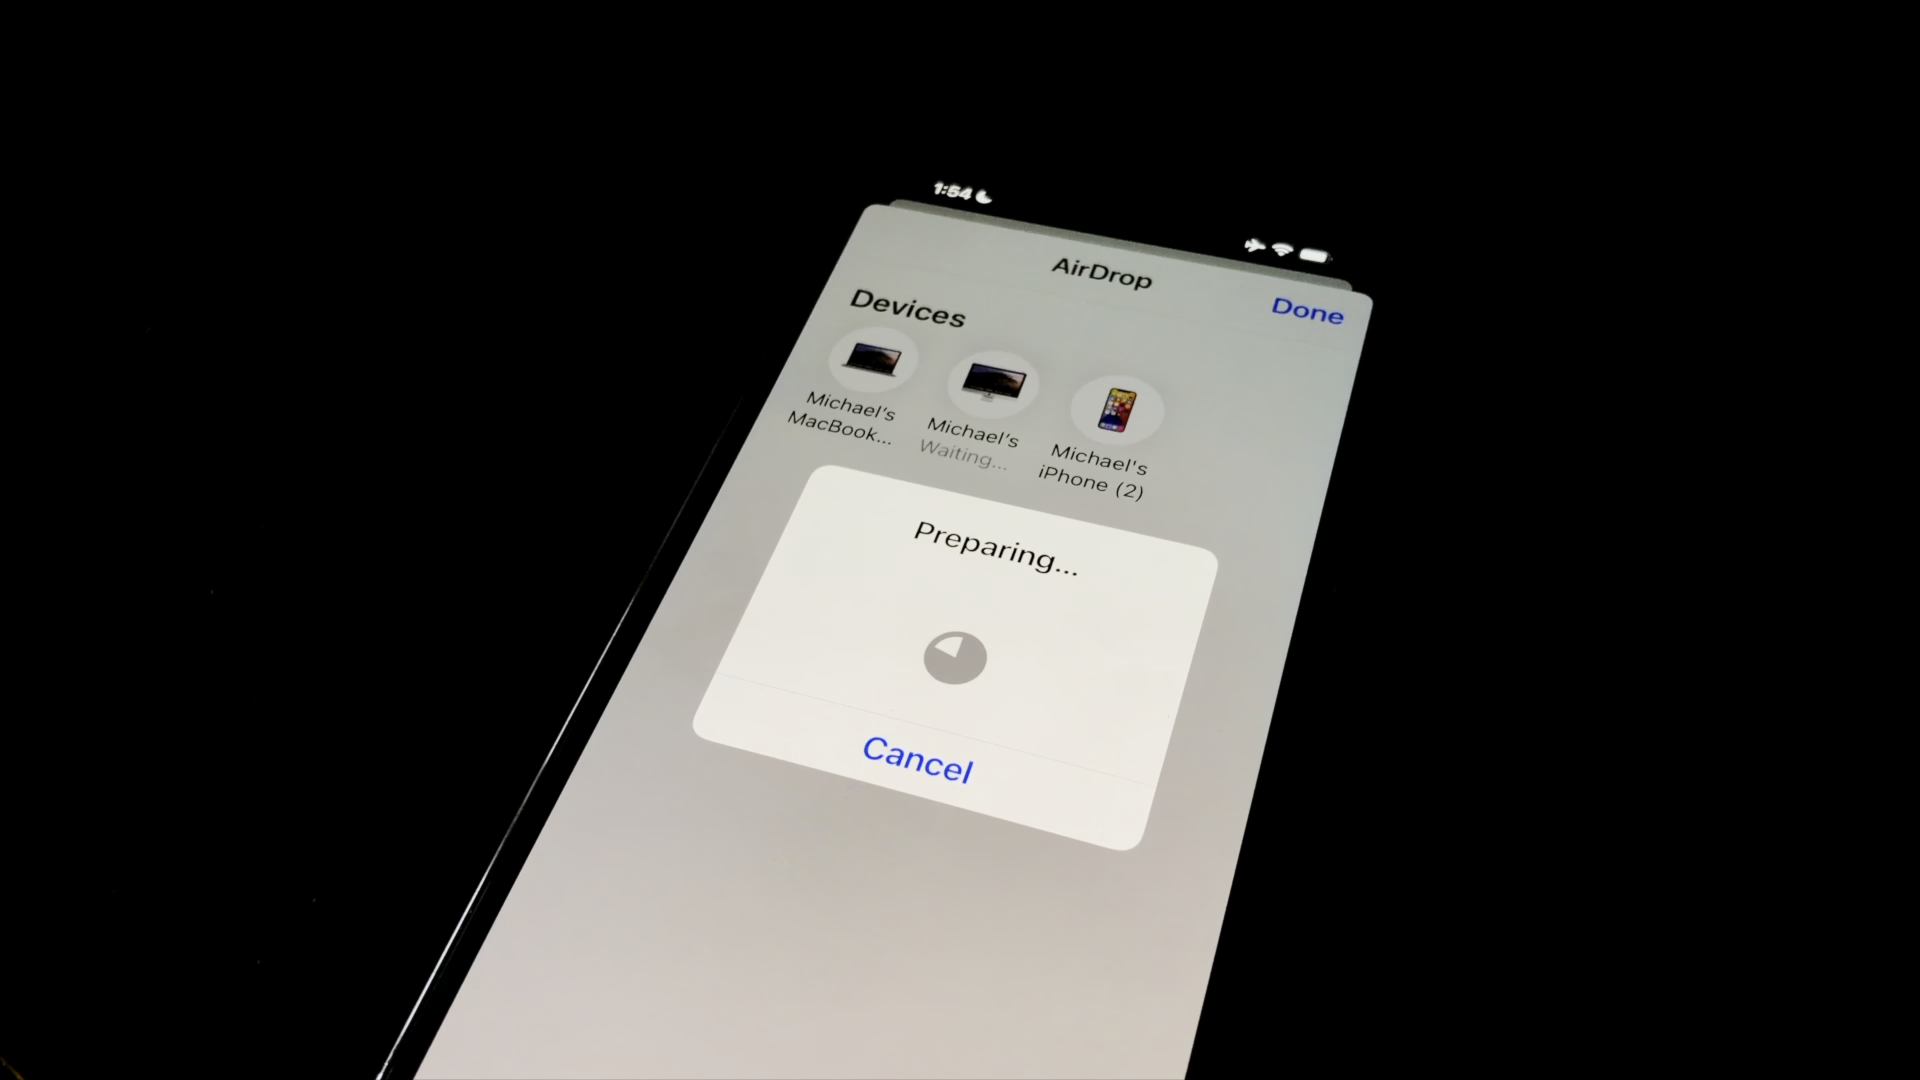 1:54
AirDrop
Done
Devices
Michael's
MacBook...
Michael's
Waiting...
Michael's
iPhone (2)
Preparing...
Cancel